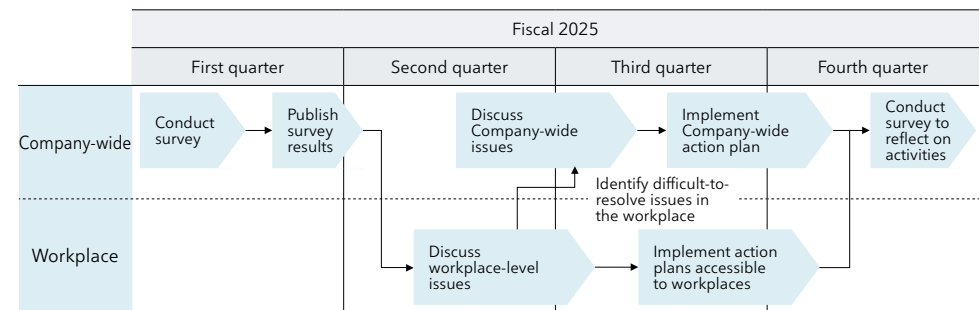 Fiscal 2025
First quarter
Second quarter
Third quarter
Fourth quarter
Company-wide
Conduct
survey
Publish
survey
results
Discuss
Company-wide
issues
Implement
Company-wide
action plan
Conduct
survey to
reflect on
activities
Identify difficult-to-
resolve issues in
the workplace
Workplace
Discuss
workplace-level
issues
Implement action
plans accessible
to workplaces